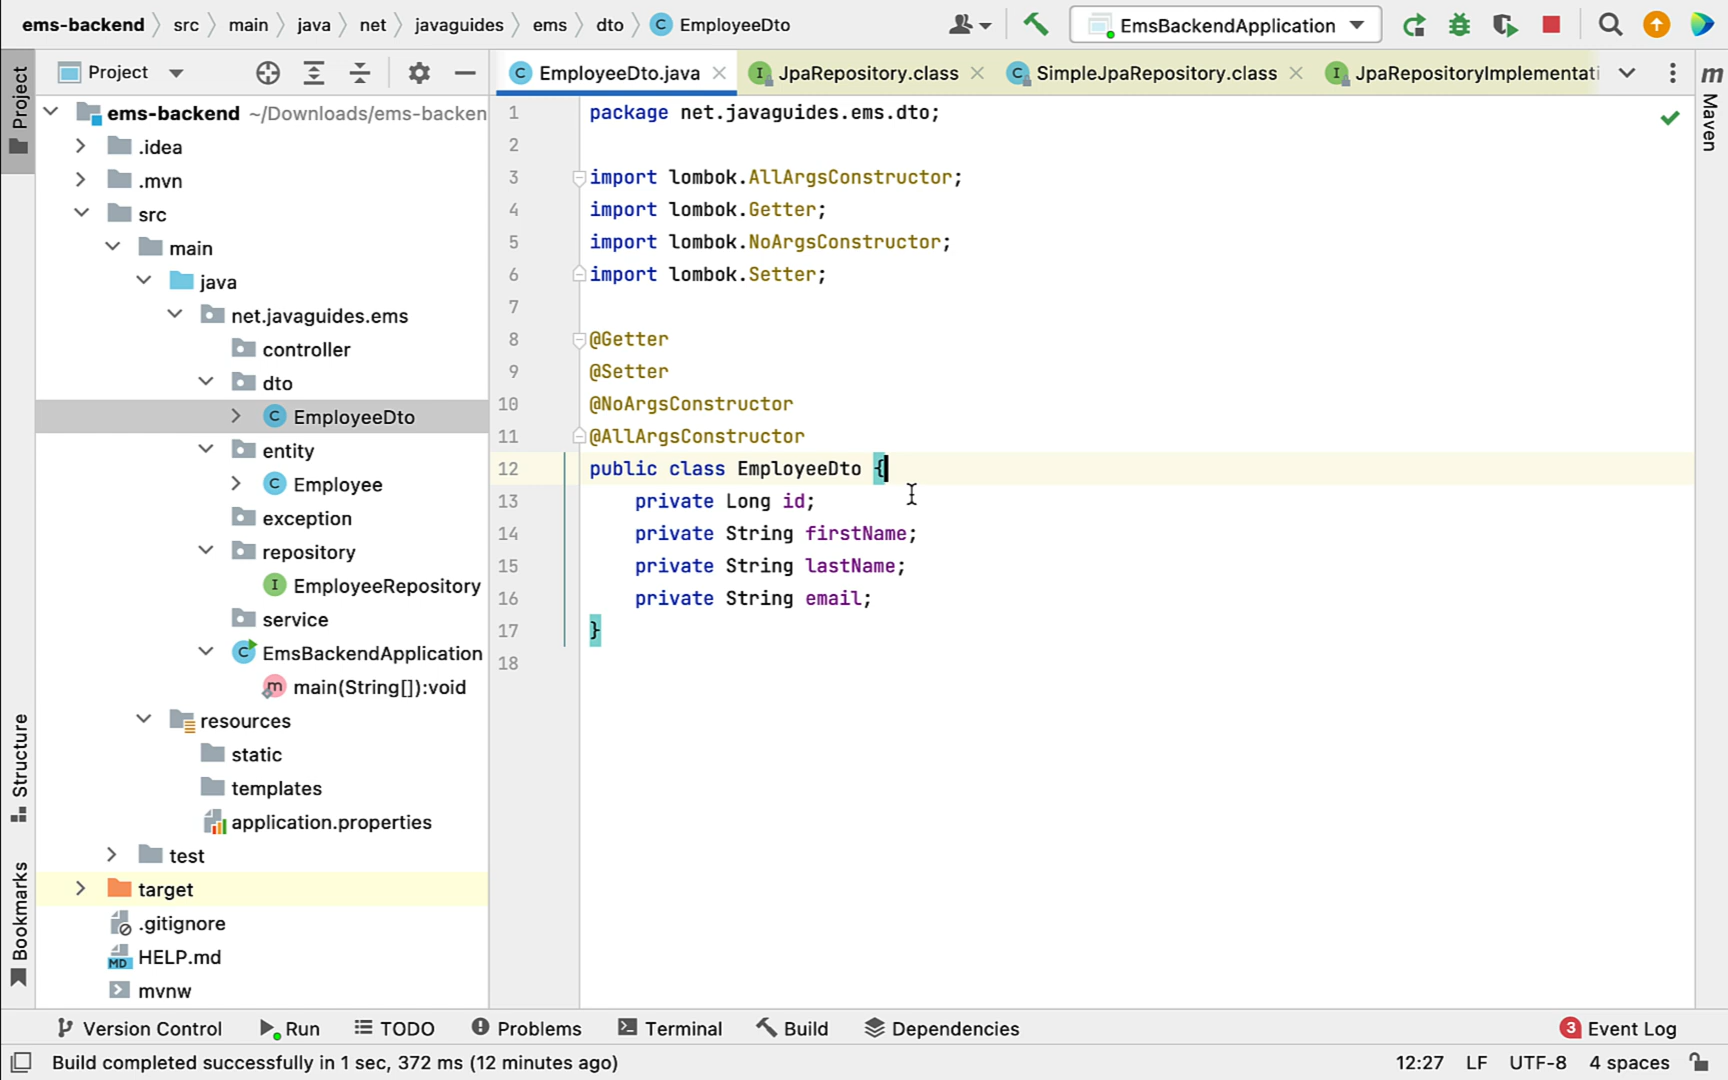 ems-backend src main java net javaguides ems dto C EmployeeDto EmsBackendApplication
Project
EmployeeDto.java JpaRepository.class SimpleJpaRepository.class JpaRepositoryImplementati
Project
Structure
Bookmarks
m Maven
ems-backend ~/Downloads/ems-backen
.idea
.mvn
src
main
java
net.javaguides.ems
controller
dto
C EmployeeDto
entity
C Employee
exception
repository
I EmployeeRepository
service
C EmsBackendApplication
m main(String[]):void
resources
static
templates
application.properties
test
target
.gitignore
MD HELP.md
mvnw
1 package net.javaguides.ems.dto;
2
3 import lombok.AllArgsConstructor;
4 import lombok.Getter;
5 import lombok.NoArgsConstructor;
6 import lombok.Setter;
7
8 @Getter
9 @Setter
10 @NoArgsConstructor
11 @AllArgsConstructor
12 public class EmployeeDto {
13 private Long id;
14 private String firstName;
15 private String lastName;
16 private String email;
17 }
18
Version Control Run TODO Problems Terminal Build Dependencies 3 Event Log
Build completed successfully in 1 sec, 372 ms (12 minutes ago) 12:27 LF UTF-8 4 spaces